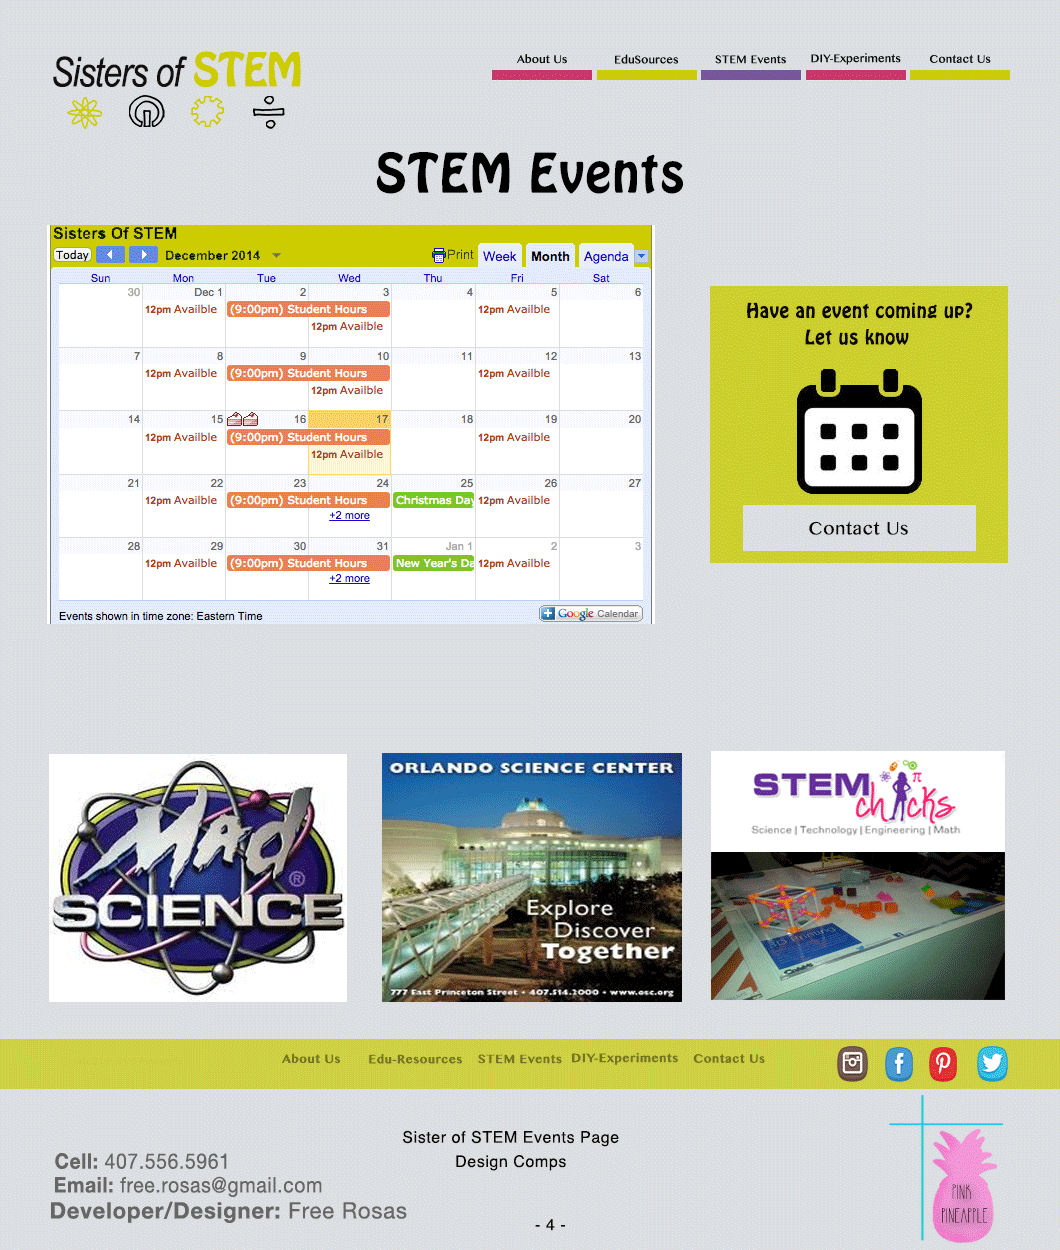 Sisters of STEM
About Us EduSources STEM Events DIY-Experiments Contact Us
STEM Events
Sisters Of STEM
Today December 2014 Print Week Month Agenda
Sun Mon Tue Wed Thu Fri Sat
30 Dec 1 2 3 4 5 6
12pm Availble (9:00pm) Student Hours 12pm Availble
12pm Availble
7 8 9 10 11 12 13
12pm Availble (9:00pm) Student Hours 12pm Availble
12pm Availble
14 15 16 17 18 19 20
12pm Availble (9:00pm) Student Hours 12pm Availble
12pm Availble
21 22 23 24 25 26 27
12pm Availble (9:00pm) Student Hours Christmas Day 12pm Availble
+2 more
28 29 30 31 Jan 1 2 3
12pm Availble (9:00pm) Student Hours New Year's Da 12pm Availble
+2 more
Events shown in time zone: Eastern Time
Google Calendar
Have an event coming up?
Let us know
Contact Us
Mad
SCIENCE®
ORLANDO SCIENCE CENTER
Explore
Discover
Together
777 East Princeton Street • 407.514.2000 • www.osc.org
STEM
chicks
Science | Technology | Engineering | Math
3D Printing
About Us Edu-Resources STEM Events DIY-Experiments Contact Us
Sister of STEM Events Page
Design Comps
Cell: 407.556.5961
Email: free.rosas@gmail.com
Developer/Designer: Free Rosas
- 4 -
PINK
PINEAPPLE